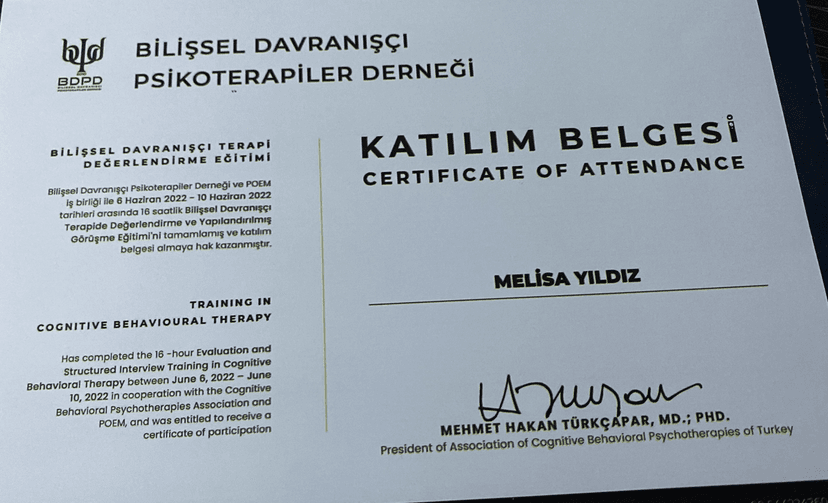 BİLİŞSEL DAVRANIŞÇI
PSİKOTERAPİLER DERNEĞİ
BDPD
BİLİŞSEL DAVRANIŞÇI TERAPİ
DEĞERLENDİRME EĞİTİMİ
Bilişsel Davranışçı Psikoterapiler Derneği ve POEM
iş birliği ile 6 Haziran 2022 - 10 Haziran 2022
tarihleri arasında 16 saatlik Bilişsel Davranışçı
Terapide Değerlendirme ve Yapılandırılmış
Görüşme Eğitimi'ni tamamlamış ve katılım
belgesi almaya hak kazanmıştır.
TRAINING IN
COGNITIVE BEHAVIOURAL THERAPY
Has completed the 16 -hour Evaluation and
Structured Interview Training in Cognitive
Behavioral Therapy between June 6, 2022 – June
10, 2022 in cooperation with the Cognitive
Behavioral Psychotherapies Association and
POEM, and was entitled to receive a
certificate of participation
KATILIM BELGESİ
CERTIFICATE OF ATTENDANCE
MELİSA YILDIZ
MEHMET HAKAN TÜRKÇAPAR, MD.; PHD.
President of Association of Cognitive Behavioral Psychotherapies of Turkey